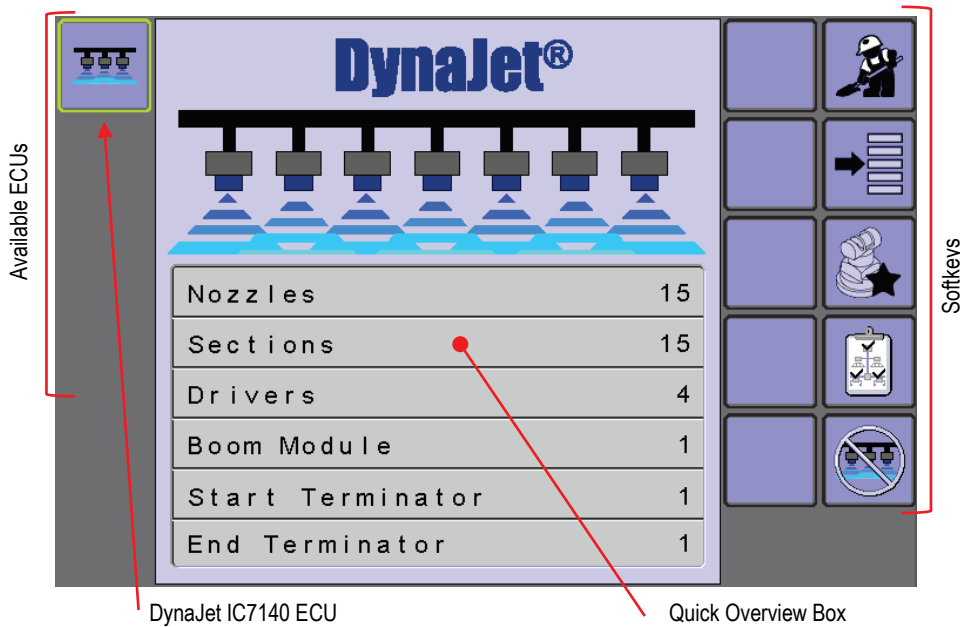 DynaJet®
Nozzles 15
Sections 15
Drivers 4
Boom Module 1
Start Terminator 1
End Terminator 1
Available ECUs
Softkeys
DynaJet IC7140 ECU
Quick Overview Box